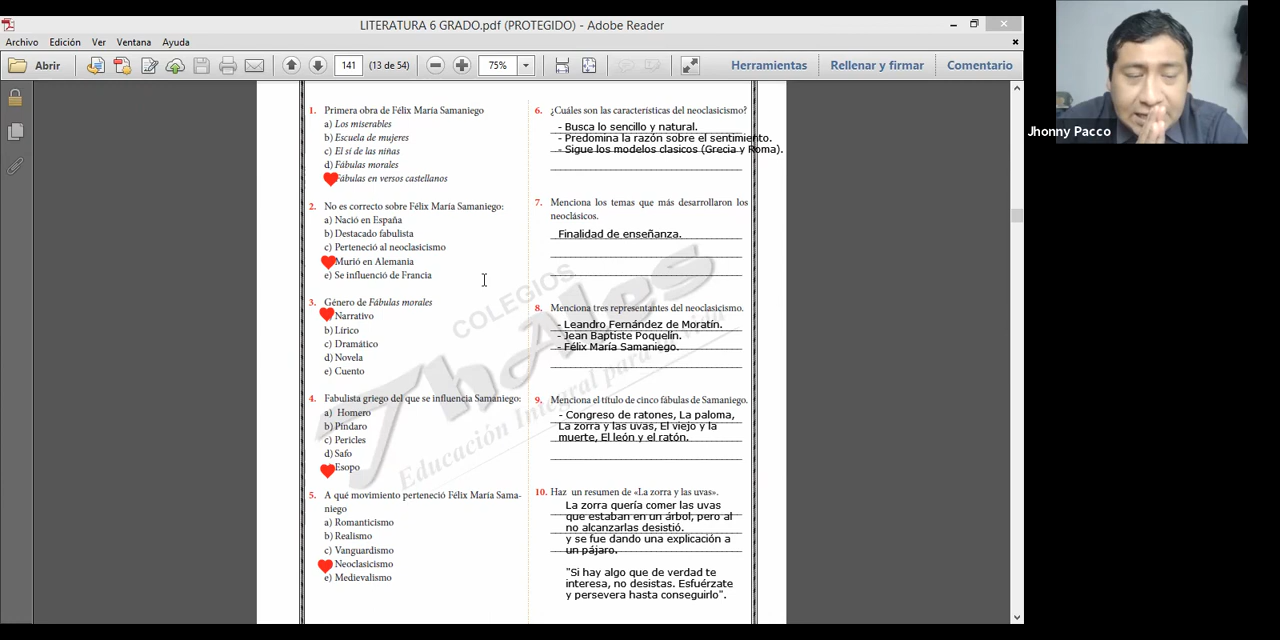 LITERATURA 6 GRADO.pdf (PROTEGIDO) - Adobe Reader
Archivo Edición Ver Ventana Ayuda
Abrir 141 (13 de 54) 75% Herramientas Rellenar y firmar Comentario
1. Primera obra de Félix María Samaniego
a) Los miserables
b) Escuela de mujeres
c) El sí de las niñas
d) Fábulas morales
Fábulas en versos castellanos
2. No es correcto sobre Félix María Samaniego:
a) Nació en España
b) Destacado fabulista
c) Perteneció al neoclasicismo
Murió en Alemania
e) Se influenció de Francia
3. Género de Fábulas morales
Narrativo
b) Lírico
c) Dramático
d) Novela
e) Cuento
4. Fabulista griego del que se influencia Samaniego:
a) Homero
b) Píndaro
c) Pericles
d) Safo
Esopo
5. A qué movimiento perteneció Félix María Sama-
niego
a) Romanticismo
b) Realismo
c) Vanguardismo
Neoclasicismo
e) Medievalismo
6. ¿Cuáles son las características del neoclasicismo?
- Busca lo sencillo y natural.
- Predomina la razón sobre el sentimiento.
- Sigue los modelos clasicos (Grecia y Roma).
7. Menciona los temas que más desarrollaron los
neoclásicos.
Finalidad de enseñanza.
8. Menciona tres representantes del neoclasicismo.
- Leandro Fernández de Moratín.
- Jean Baptiste Poquelín.
- Félix María Samaniego.
9. Menciona el título de cinco fábulas de Samaniego.
- Congreso de ratones, La paloma,
La zorra y las uvas, El viejo y la
muerte, El león y el ratón.
10. Haz un resumen de «La zorra y las uvas».
La zorra quería comer las uvas
que estaban en un árbol, pero al
no alcanzarlas desistió.
y se fue dando una explicación a
un pájaro.
"Si hay algo que de verdad te
interesa, no desistas. Esfuérzate
y persevera hasta conseguirlo".
COLEGIOS
ThAles
Educación Integral para la vida
Jhonny Pacco